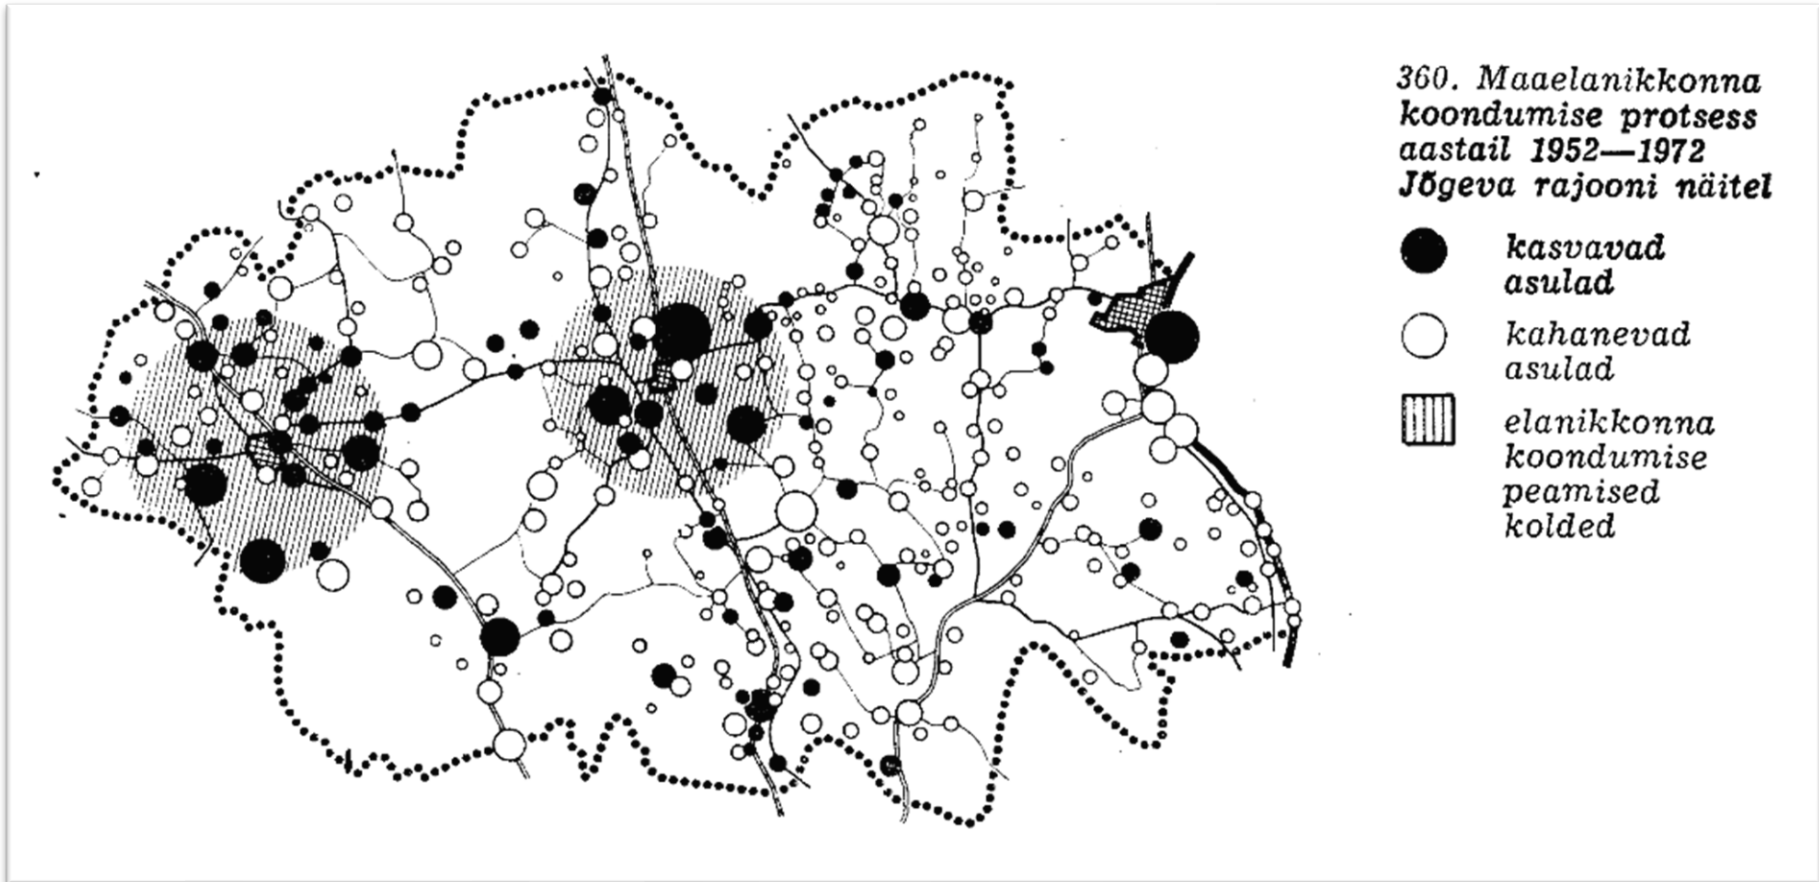 360. Maaelanikkonna
koondumise protsess
aastail 1952—1972
Jõgeva rajooni näitel
kasvavad
asulad
kahanevad
asulad
elanikkonna
koondumise
peamised
kolded